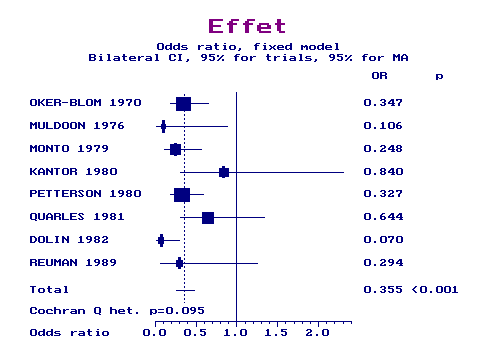 Effet
Odds ratio, fixed model
Bilateral CI, 95% for trials, 95% for MA
OR p
OKER-BLOM 1970 0.347
MULDOON 1976 0.106
MONTO 1979 0.248
KANTOR 1980 0.840
PETTERSON 1980 0.327
QUARLES 1981 0.644
DOLIN 1982 0.070
REUMAN 1989 0.294
Total 0.355 <0.001
Cochran Q het. p=0.095
Odds ratio 0.0 0.5 1.0 1.5 2.0